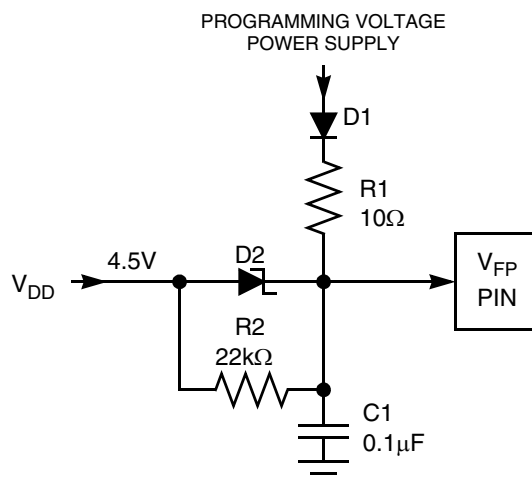 PROGRAMMING VOLTAGE
POWER SUPPLY
D1
R1
10Ω
VDD
4.5V
D2
VFP
PIN
R2
22kΩ
C1
0.1μF